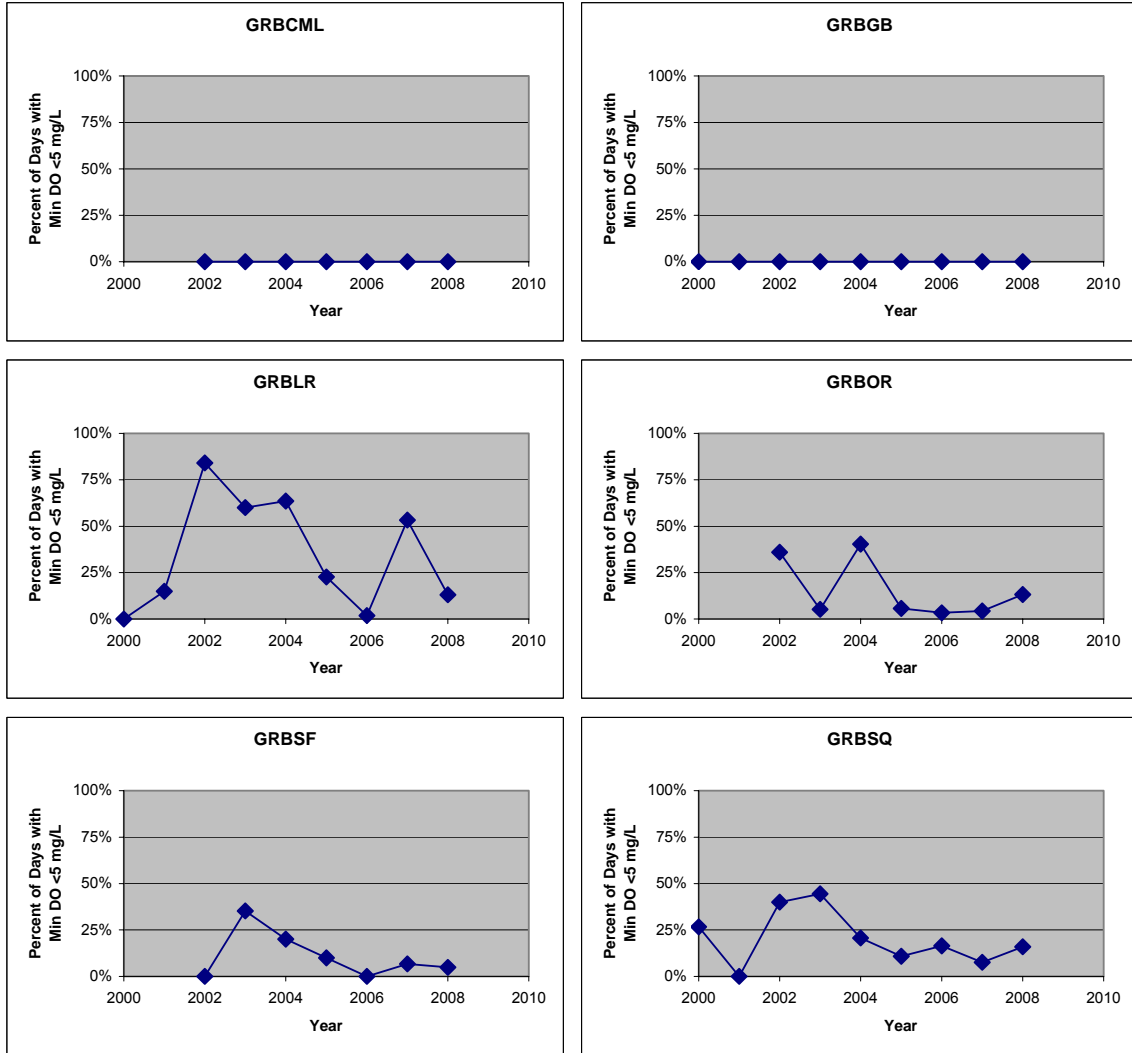 GRBCML
Percent of Days with
Min DO <5 mg/L
100%
75%
50%
25%
0%
2000 2002 2004 2006 2008 2010
Year
GRBGB
Percent of Days with
Min DO <5 mg/L
100%
75%
50%
25%
0%
2000 2002 2004 2006 2008 2010
Year
GRBLR
Percent of Days with
Min DO <5 mg/L
100%
75%
50%
25%
0%
2000 2002 2004 2006 2008 2010
Year
GRBOR
Percent of Days with
Min DO <5 mg/L
100%
75%
50%
25%
0%
2000 2002 2004 2006 2008 2010
Year
GRBSF
Percent of Days with
Min DO <5 mg/L
100%
75%
50%
25%
0%
2000 2002 2004 2006 2008 2010
Year
GRBSQ
Percent of Days with
Min DO <5 mg/L
100%
75%
50%
25%
0%
2000 2002 2004 2006 2008 2010
Year